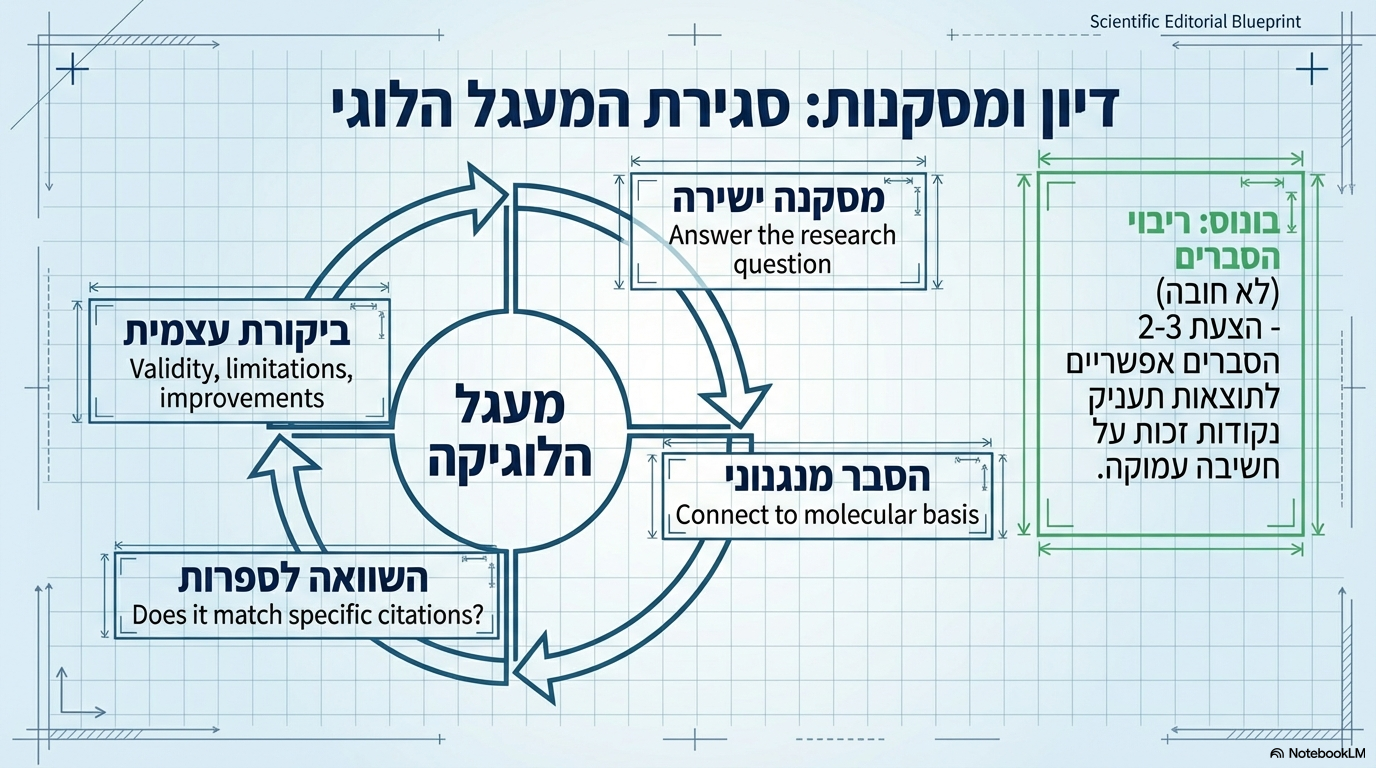 Scientific Editorial Blueprint
דיון ומסקנות: סגירת המעגל הלוגי
מסקנה ישירה
Answer the research
question
הסבר מנגנוני
Connect to molecular basis
השוואה לספרות
Does it match specific citations?
ביקורת עצמית
Validity, limitations,
improvements
מעגל
הלוגיקה
בונוס: ריבוי
הסברים
(לא חובה)
- הצעת 2-3
הסברים אפשריים
לתוצאות תעניק
נקודות זכות על
חשיבה עמוקה.
NotebookLM